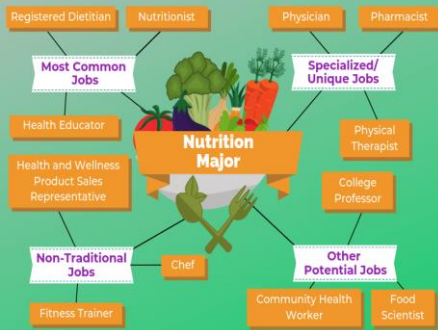 Registered Dietitian
Nutritionist
Physician
Pharmacist
Most Common
Jobs
Specialized/
Unique Jobs
Health Educator
Nutrition
Major
Physical
Therapist
Health and Wellness
Product Sales
Representative
College
Professor
Non-Traditional
Jobs
Chef
Other
Potential Jobs
Fitness Trainer
Community Health
Worker
Food
Scientist